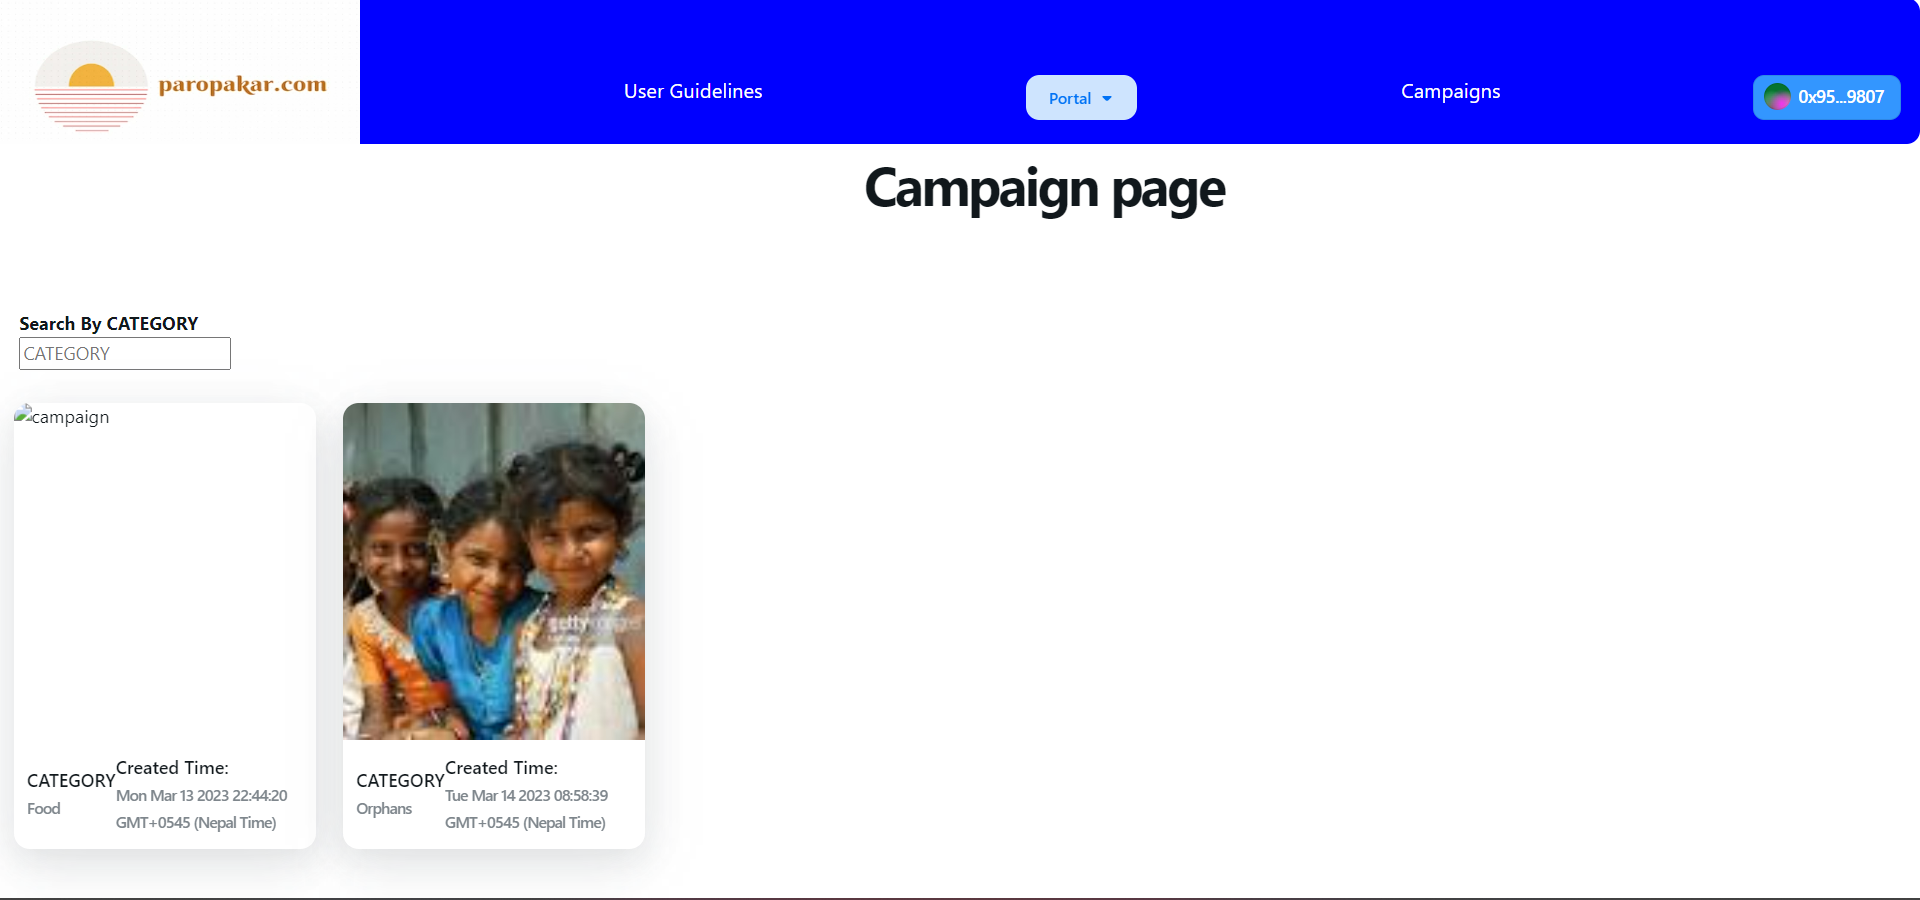 paropakar.com
User Guidelines
Portal
Campaigns
0x95...9807
Campaign page
Search By CATEGORY
CATEGORY
campaign
gettyimages
CATEGORY
Food
Created Time:
Mon Mar 13 2023 22:44:20
GMT+0545 (Nepal Time)
CATEGORY
Orphans
Created Time:
Tue Mar 14 2023 08:58:39
GMT+0545 (Nepal Time)